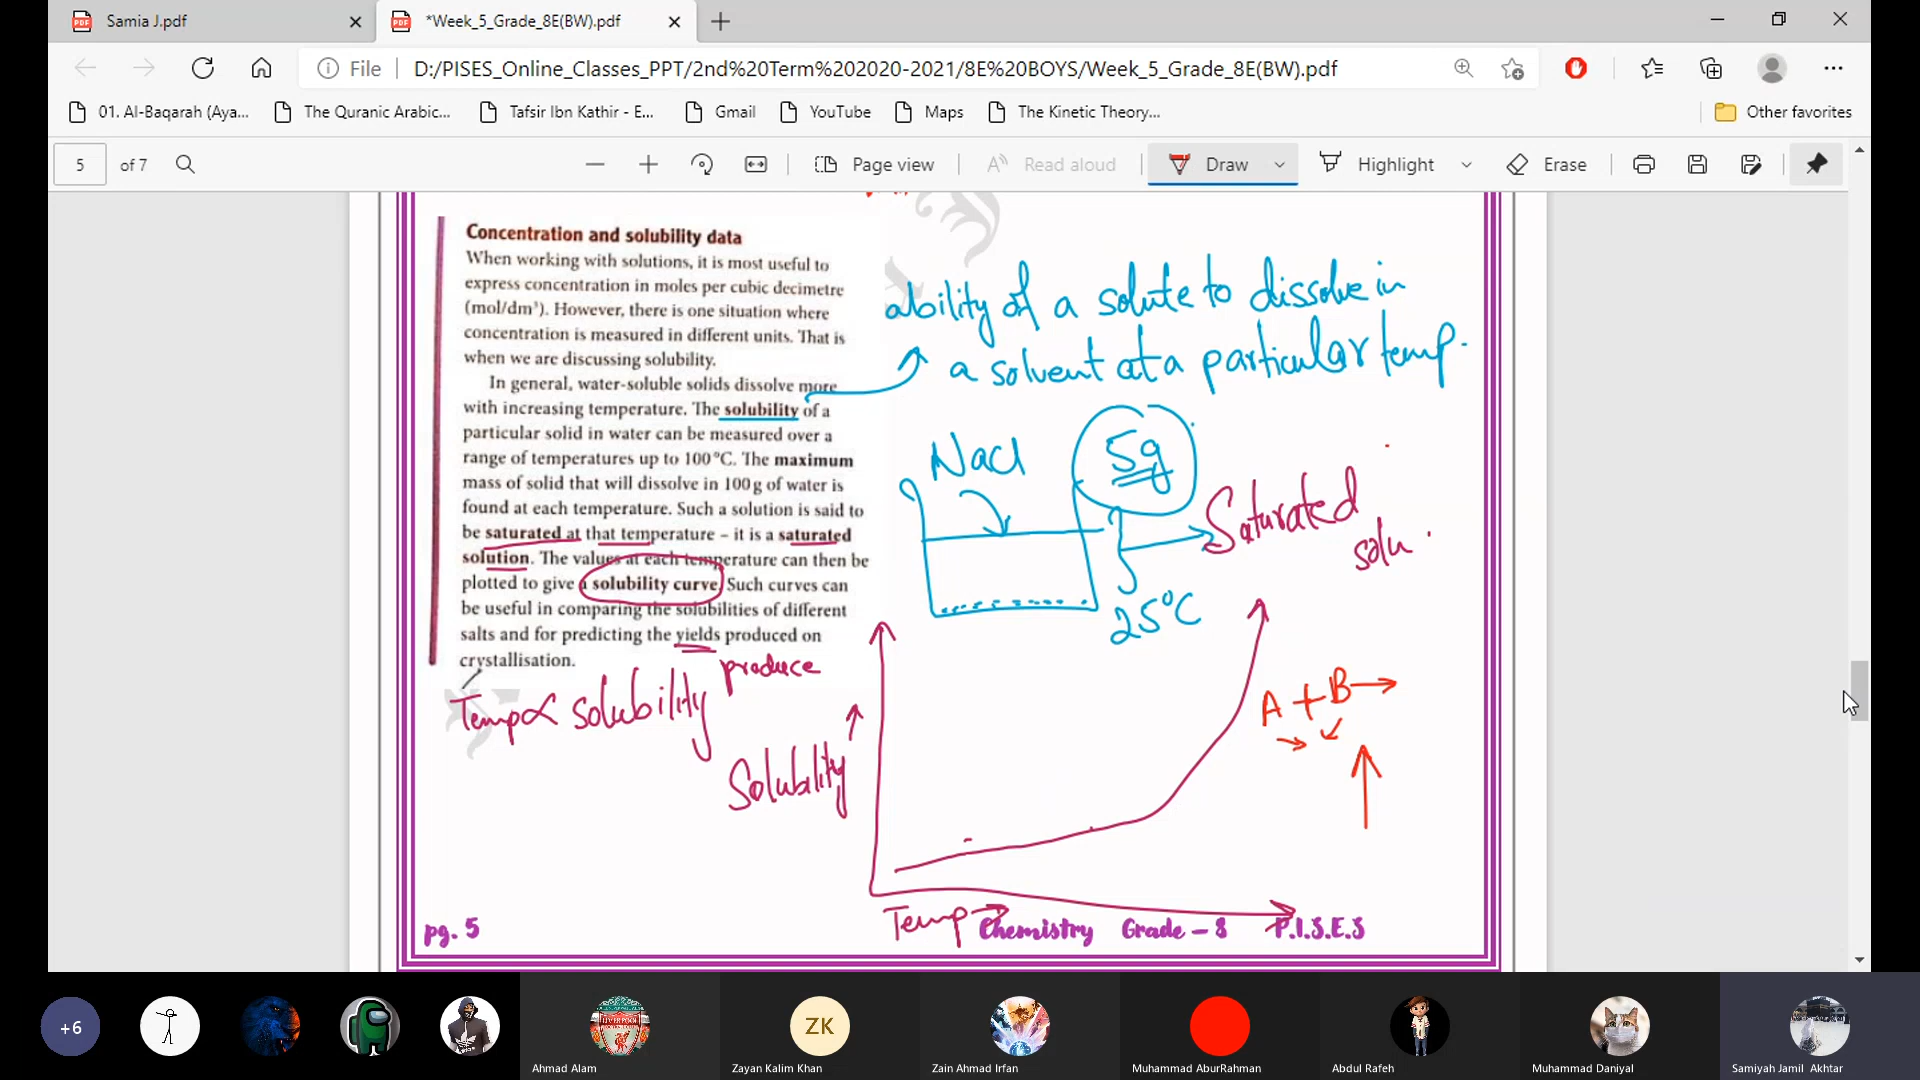 Samia J.pdf
*Week_5_Grade_8E(BW).pdf
File
D:/PISES_Online_Classes_PPT/2nd%20Term%202020-2021/8E%20BOYS/Week_5_Grade_8E(BW).pdf
01. Al-Baqarah (Aya...
The Quranic Arabic...
Tafsir Ibn Kathir - E...
Gmail
YouTube
Maps
The Kinetic Theory...
Other favorites
5 of 7
Page view
Read aloud
Draw
Highlight
Erase
Concentration and solubility data
When working with solutions, it is most useful to
express concentration in moles per cubic decimetre
(mol/dm³). However, there is one situation where
concentration is measured in different units. That is
when we are discussing solubility.
In general, water-soluble solids dissolve more
with increasing temperature. The solubility of a
particular solid in water can be measured over a
range of temperatures up to 100 °C. The maximum
mass of solid that will dissolve in 100 g of water is
found at each temperature. Such a solution is said to
be saturated at that temperature – it is a saturated
solution. The values at each temperature can then be
plotted to give a solubility curve. Such curves can
be useful in comparing the solubilities of different
salts and for predicting the yields produced on
crystallisation.
ability of a solute to dissolve in
a solvent at a particular temp.
NaCl
5g
Saturated
solu
25°C
produce
Temp ∝ solubility
Solubility
A + B →
Temp →
pg. 5
Chemistry Grade – 8 P.I.S.E.S
+6
ZK
Ahmad Alam
Zayan Kalim Khan
Zain Ahmad Irfan
Muhammad AburRahman
Abdul Rafeh
Muhammad Daniyal
Samiyah Jamil Akhtar